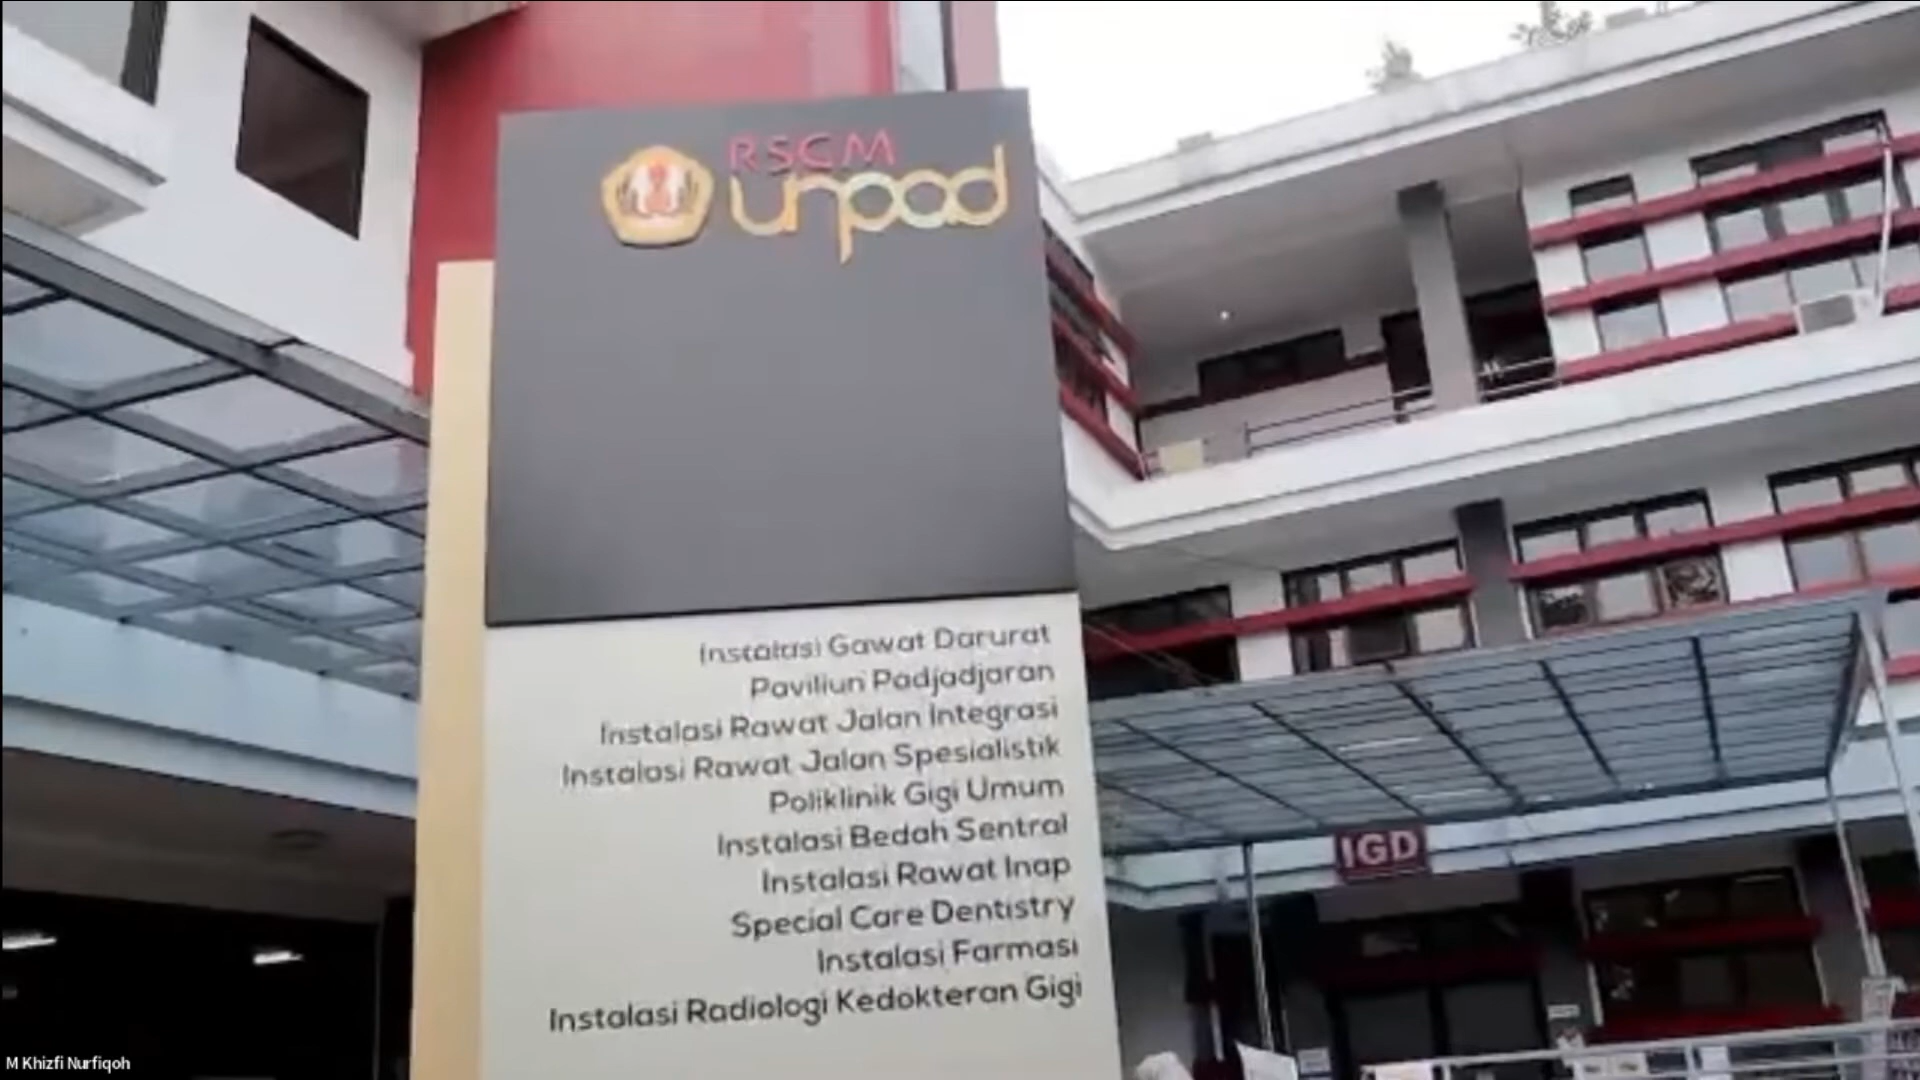 RSGM
unpad
Instalasi Gawat Darurat
Paviliun Padjadjaran
Instalasi Rawat Jalan Integrasi
Instalasi Rawat Jalan Spesialistik
Poliklinik Gigi Umum
Instalasi Bedah Sentral
Instalasi Rawat Inap
Special Care Dentistry
Instalasi Farmasi
Instalasi Radiologi Kedokteran Gigi
IGD
M Khizfi Nurfiqoh